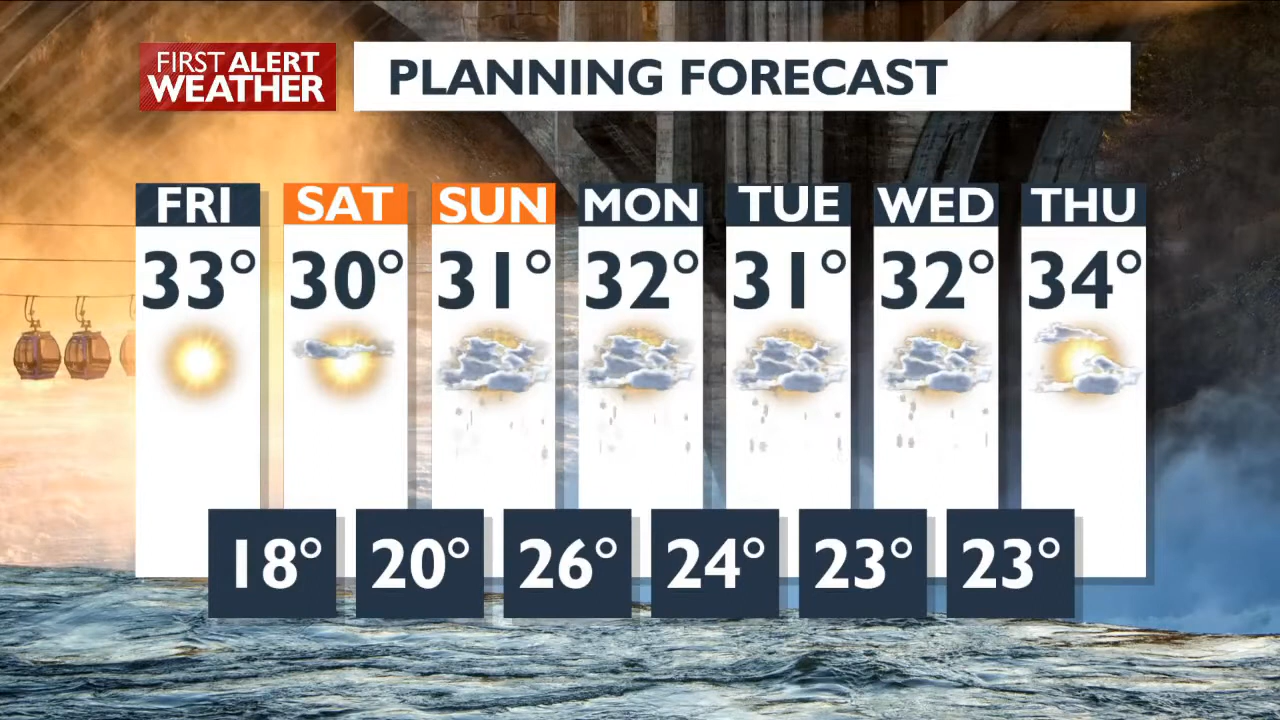 FIRST ALERT
WEATHER
PLANNING FORECAST
FRI SAT SUN MON TUE WED THU
33° 30° 31° 32° 31° 32° 34°
18° 20° 26° 24° 23° 23°